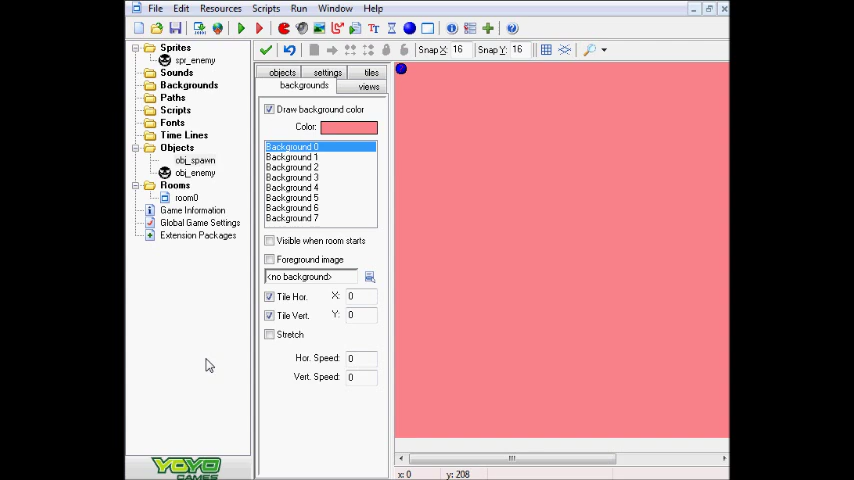 File Edit Resources Scripts Run Window Help
Snap X: 16 Snap Y: 16
Sprites
spr_enemy
Sounds
Backgrounds
Paths
Scripts
Fonts
Time Lines
Objects
obj_spawn
obj_enemy
Rooms
room0
Game Information
Global Game Settings
Extension Packages
YOYO
GAMES
objects settings tiles
backgrounds views
Draw background color
Color:
Background 0
Background 1
Background 2
Background 3
Background 4
Background 5
Background 6
Background 7
Visible when room starts
Foreground image
<no background>
Tile Hor. X: 0
Tile Vert. Y: 0
Stretch
Hor. Speed: 0
Vert. Speed: 0
x: 0 y: 208